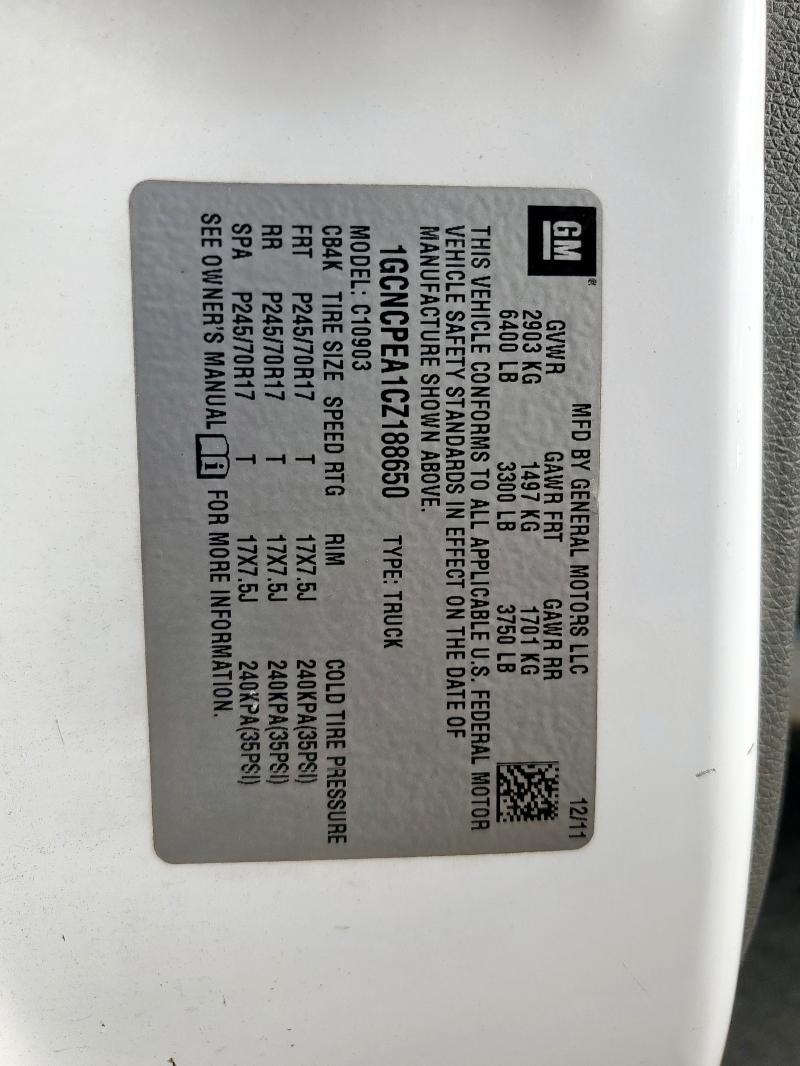 GM
MFD BY GENERAL MOTORS LLC 12/11
GVWR GAWR FRT GAWR RR
2903 KG 1497 KG 1701 KG
6400 LB 3300 LB 3750 LB
THIS VEHICLE CONFORMS TO ALL APPLICABLE U.S. FEDERAL MOTOR
VEHICLE SAFETY STANDARDS IN EFFECT ON THE DATE OF
MANUFACTURE SHOWN ABOVE.
1GCNCPEA1CZ188650 TYPE: TRUCK
MODEL: C10903
CB4K TIRE SIZE SPEED RTG RIM COLD TIRE PRESSURE
FRT P245/70R17 T 17X7.5J 240KPA(35PSI)
RR P245/70R17 T 17X7.5J 240KPA(35PSI)
SPA P245/70R17 T 17X7.5J 240KPA(35PSI)
SEE OWNER'S MANUAL i FOR MORE INFORMATION.